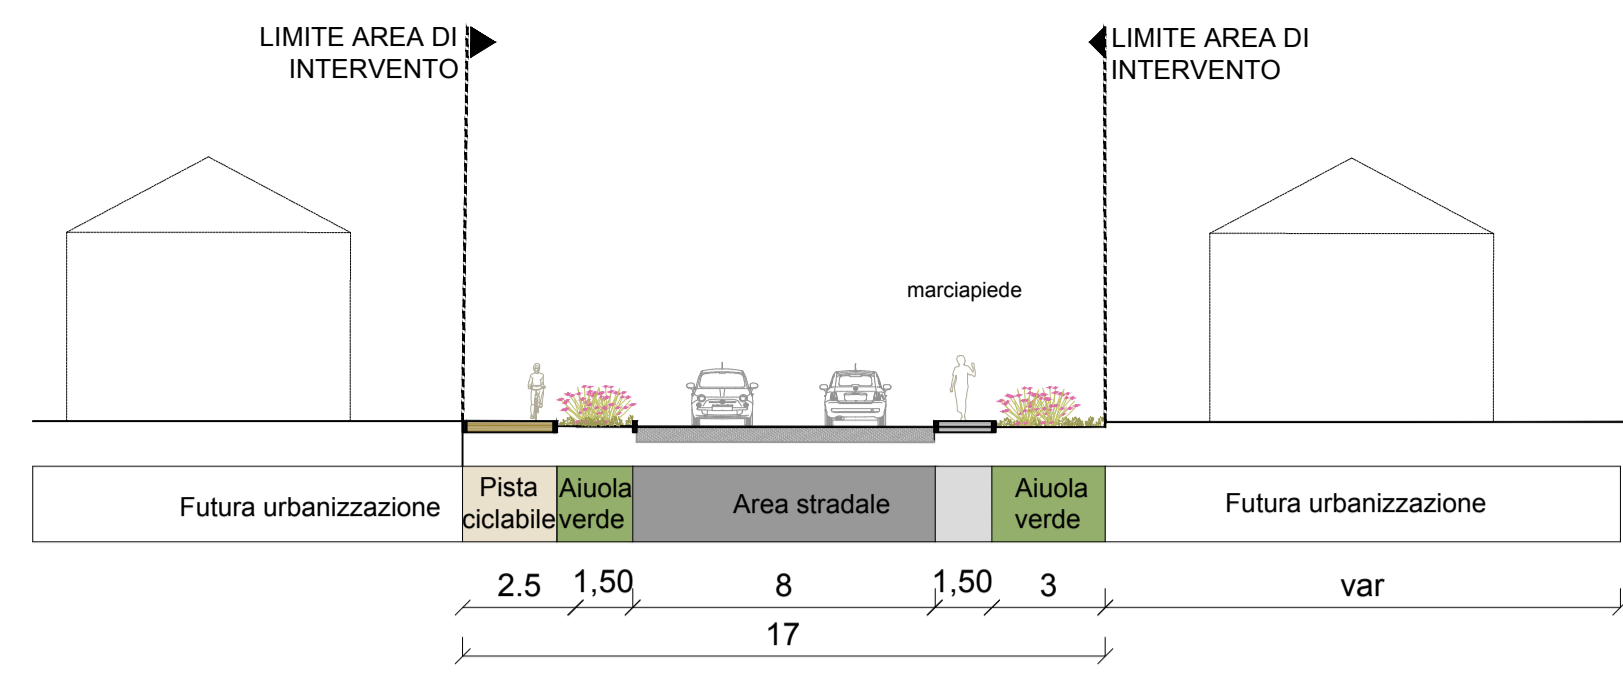 LIMITE AREA DI
INTERVENTO
LIMITE AREA DI
INTERVENTO
marciapiede
Futura urbanizzazione
Pista
ciclabile
Aiuola
verde
Area stradale
Aiuola
verde
Futura urbanizzazione
2.5
1,50
8
1,50
3
var
17